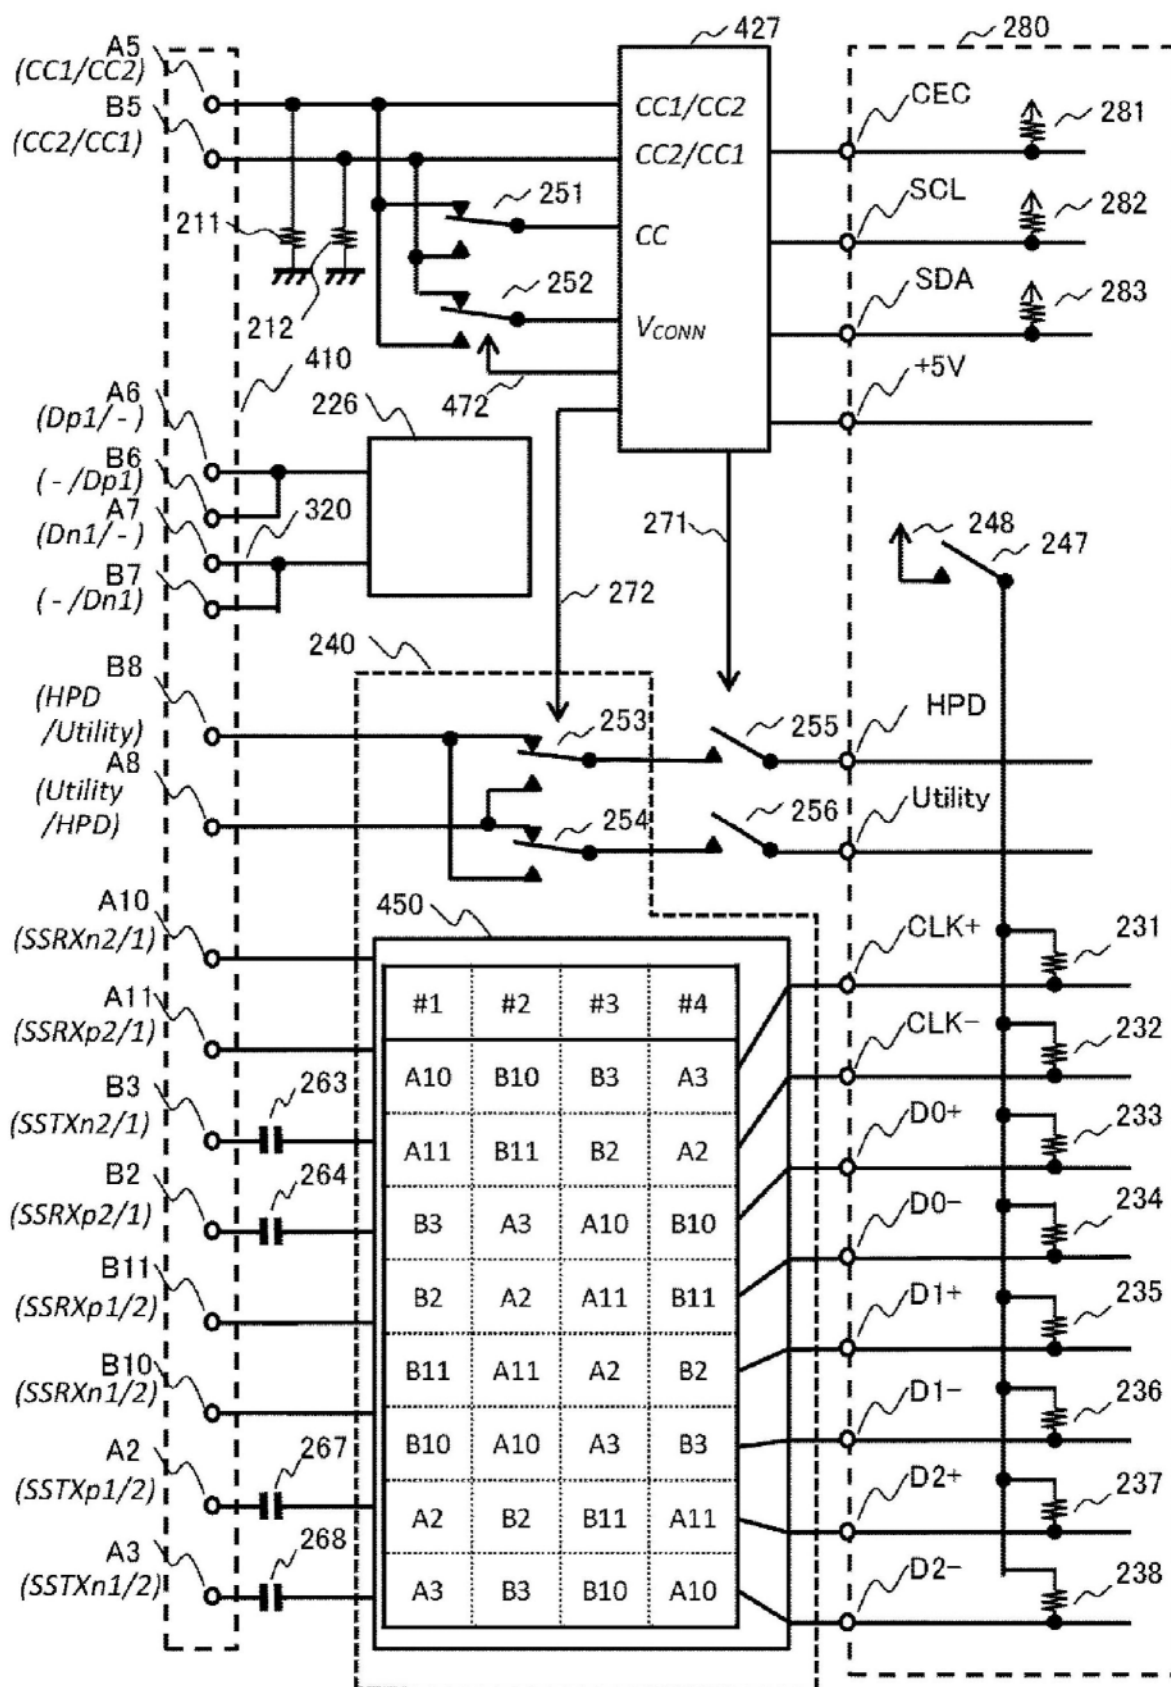 A5
(CC1/CC2)
B5
(CC2/CC1)
211
212
410
427
CC1/CC2
CC2/CC1
CC
VCONN
251
252
472
280
CEC
281
SCL
282
SDA
283
+5V
A6
(Dp1/-)
B6
(-/Dp1)
A7
(Dn1/-)
B7
(-/Dn1)
320
226
271
272
248
247
240
B8
(HPD
/Utility)
A8
(Utility
/HPD)
253
254
255
256
HPD
Utility
450
A10
(SSRXn2/1)
A11
(SSRXp2/1)
B3
(SSTXn2/1)
263
B2
(SSRXp2/1)
264
B11
(SSRXp1/2)
B10
(SSRXn1/2)
A2
(SSTXp1/2)
267
A3
(SSTXn1/2)
268
#1 #2 #3 #4
A10 B10 B3 A3
A11 B11 B2 A2
B3 A3 A10 B10
B2 A2 A11 B11
B11 A11 A2 B2
B10 A10 A3 B3
A2 B2 B11 A11
A3 B3 B10 A10
CLK+
231
CLK-
232
D0+
233
D0-
234
D1+
235
D1-
236
D2+
237
D2-
238